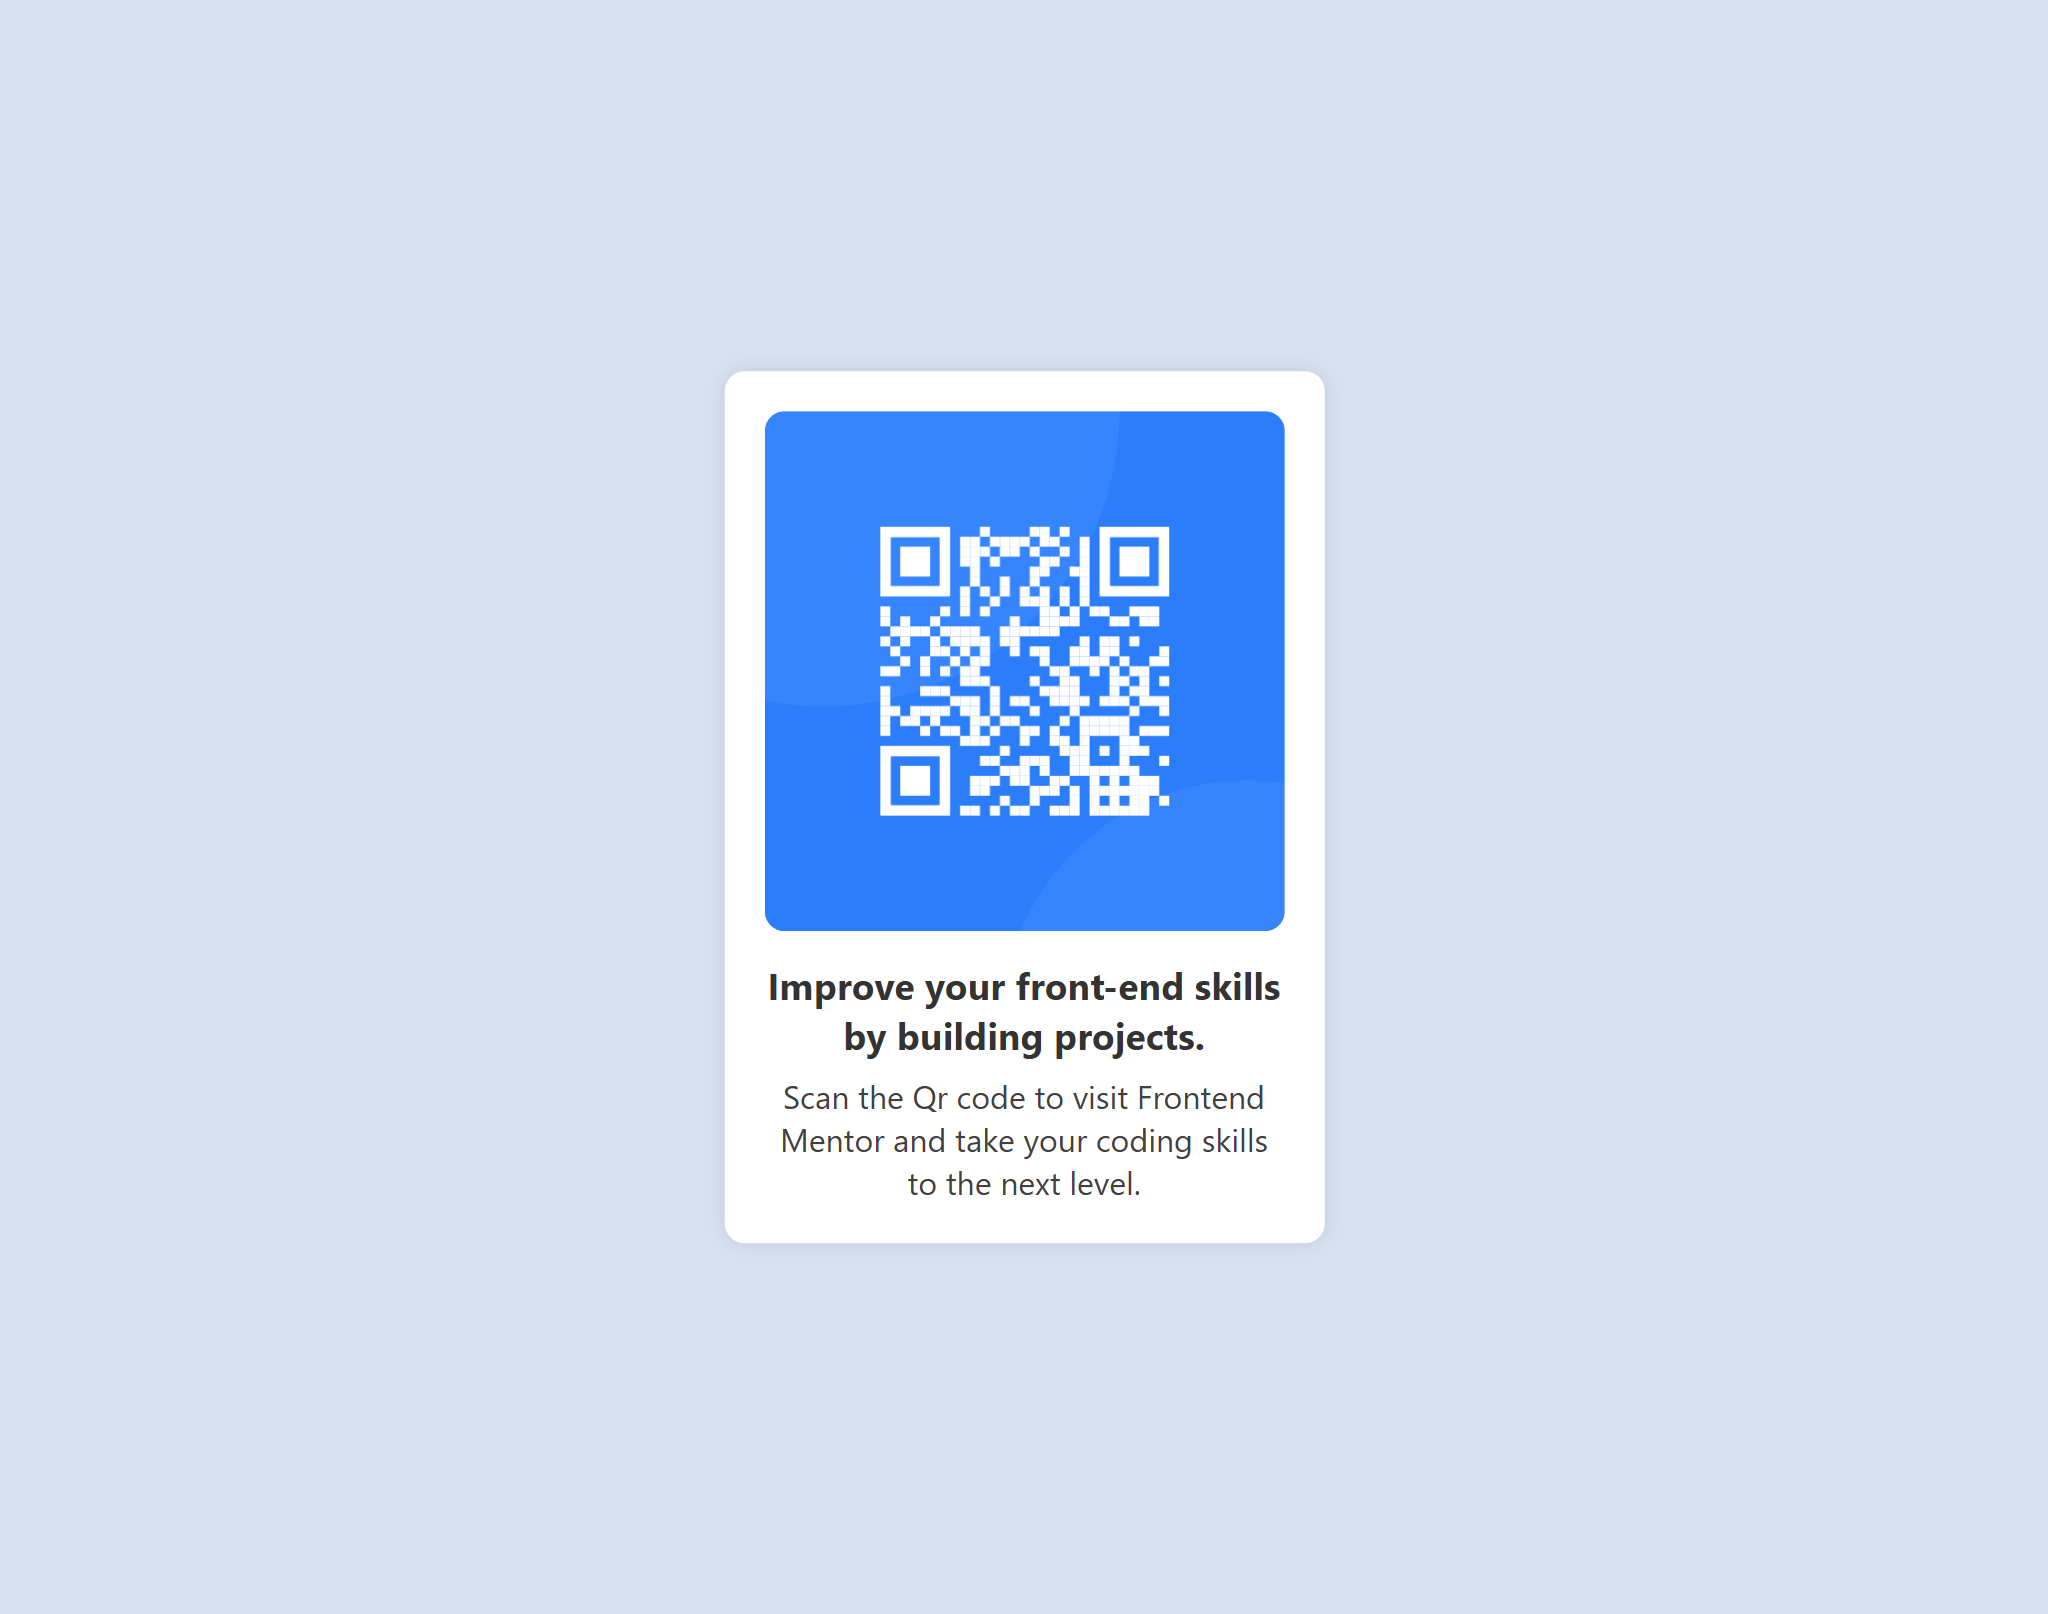 Improve your front-end skills
by building projects.
Scan the Qr code to visit Frontend
Mentor and take your coding skills
to the next level.